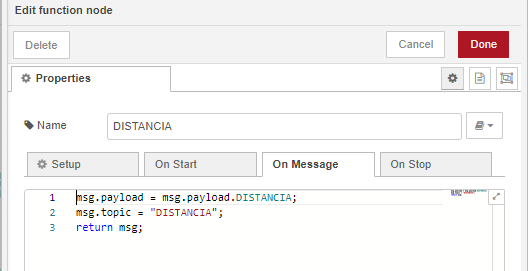 Edit function node
Delete
Cancel
Done
Properties
Name
DISTANCIA
Setup
On Start
On Message
On Stop
1 msg.payload = msg.payload.DISTANCIA;
2 msg.topic = "DISTANCIA";
3 return msg;